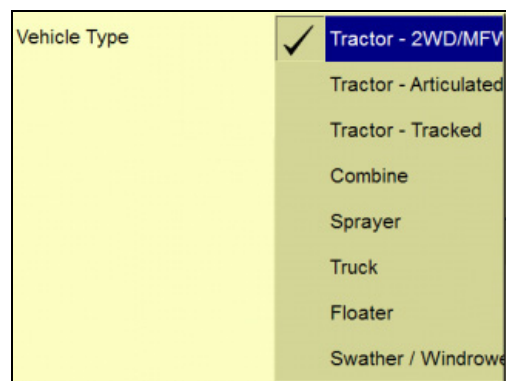 Vehicle Type
Tractor - 2WD/MFW
Tractor - Articulated
Tractor - Tracked
Combine
Sprayer
Truck
Floater
Swather / Windrowe